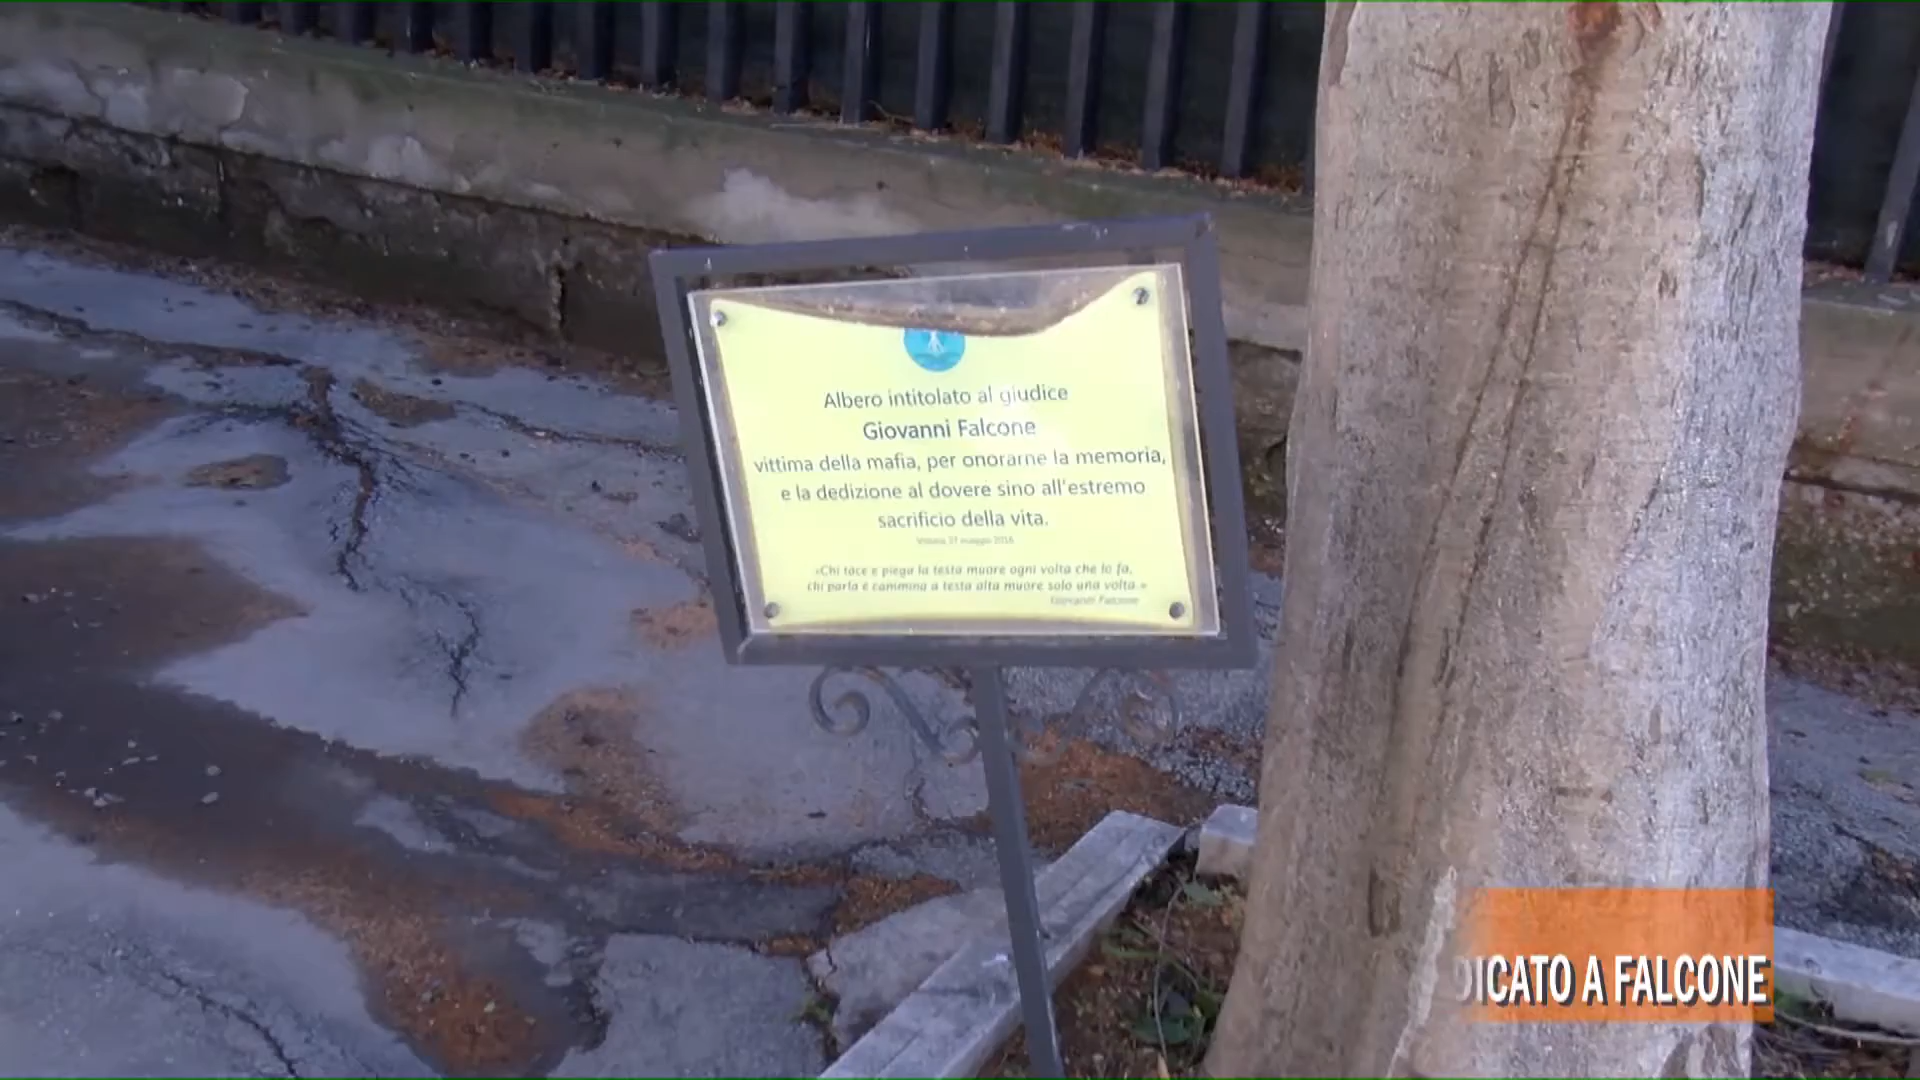 Albero intitolato al giudice
Giovanni Falcone
vittima della mafia, per onorarne la memoria,
e la dedizione al dovere sino all'estremo
sacrificio della vita.
maggio 2016
«Chi tace e piega la testa muore ogni volta che lo fa,
chi parla e cammina a testa alta muore solo una volta.»
Giovanni Falcone
DICATO A FALCONE